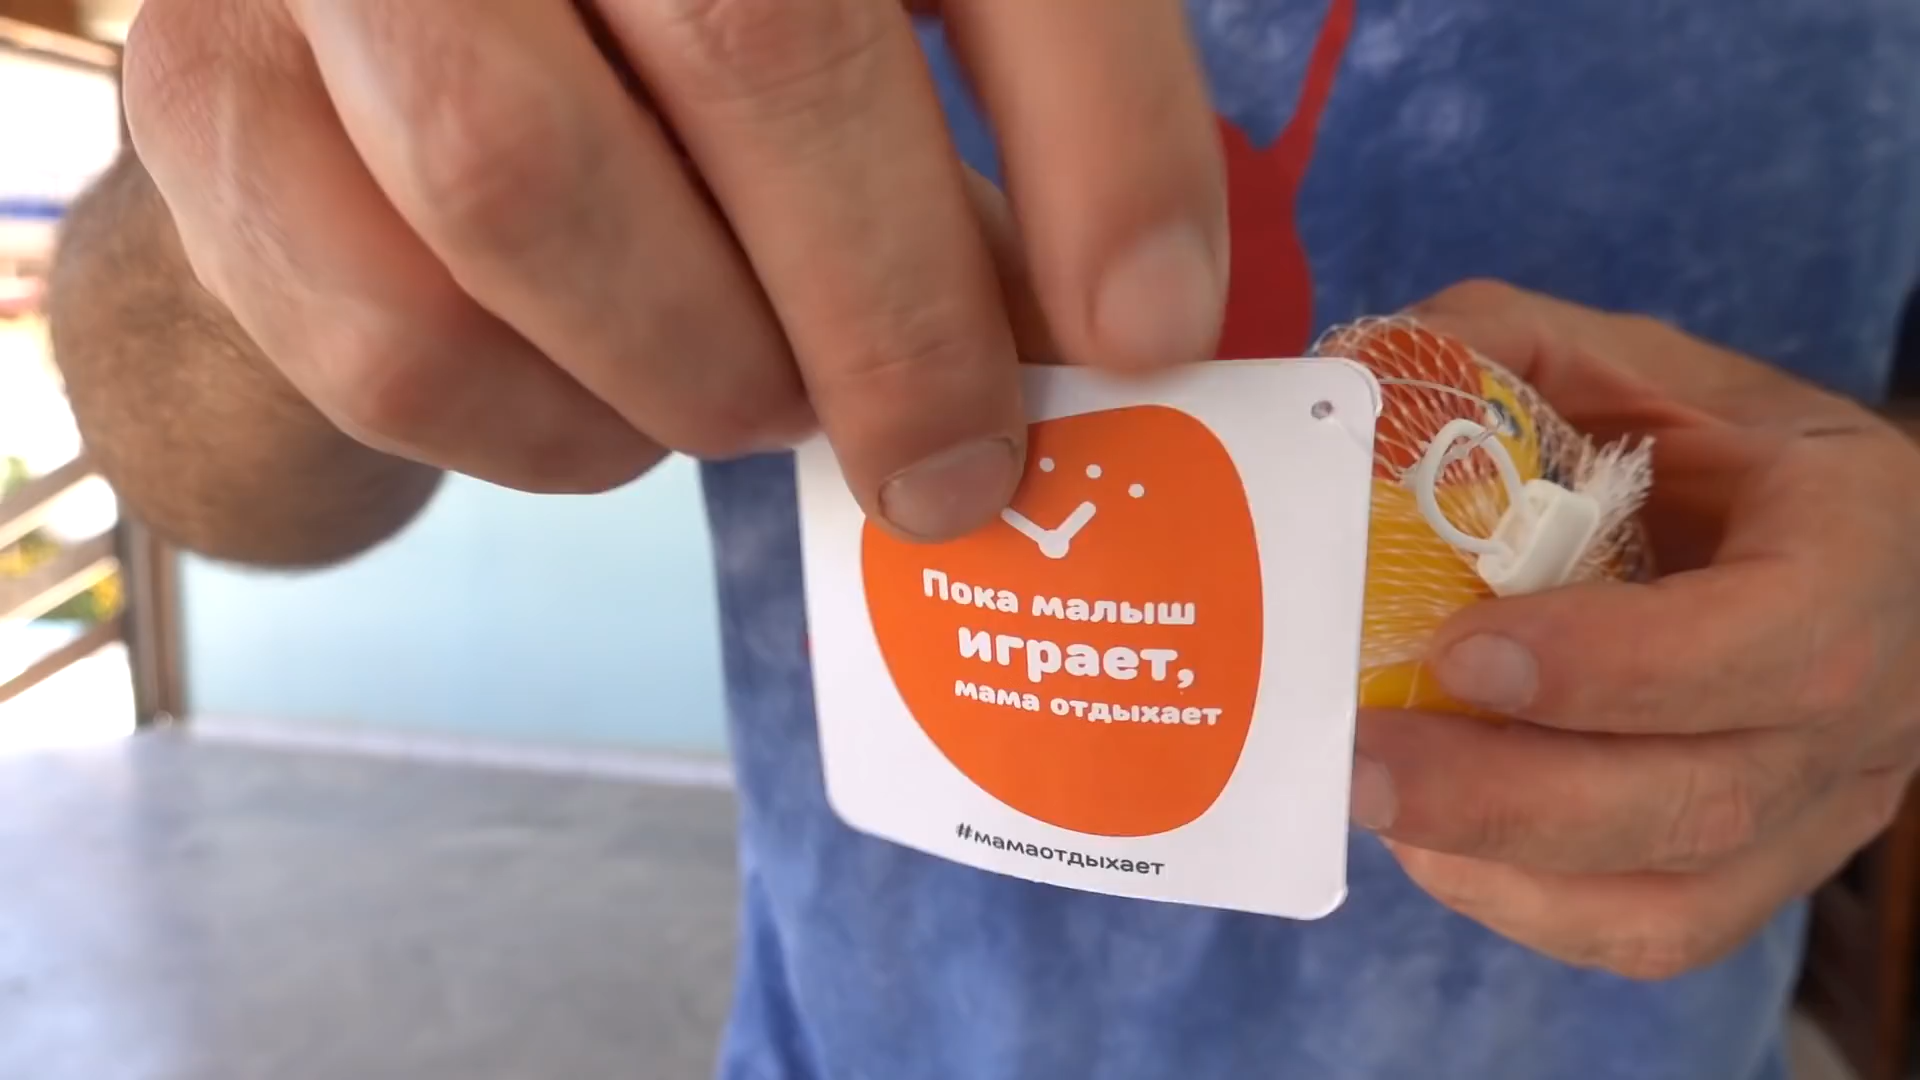 Пока малыш
играет,
мама отдыхает
#мамаотдыхает